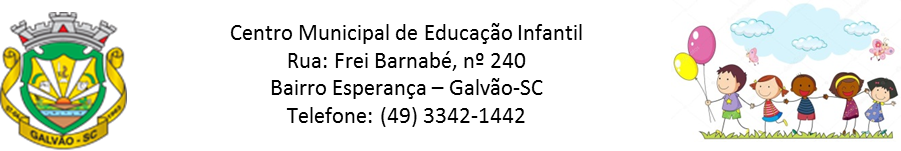 Centro Municipal de Educação Infantil
Rua: Frei Barnabé, nº 240
Bairro Esperança – Galvão-SC
Telefone: (49) 3342-1442
GALVÃO - SC